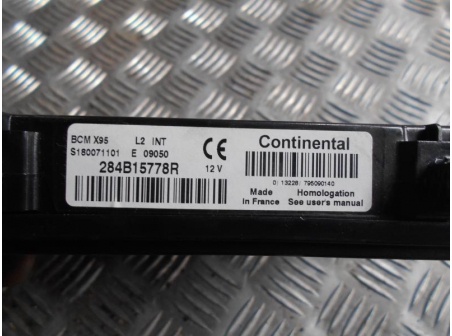 BCM X95 L2 INT
S180071101 E 09050
284B15778R 12 V
CE
Continental
0(13228)795090140
Made in France
Homologation See user's manual